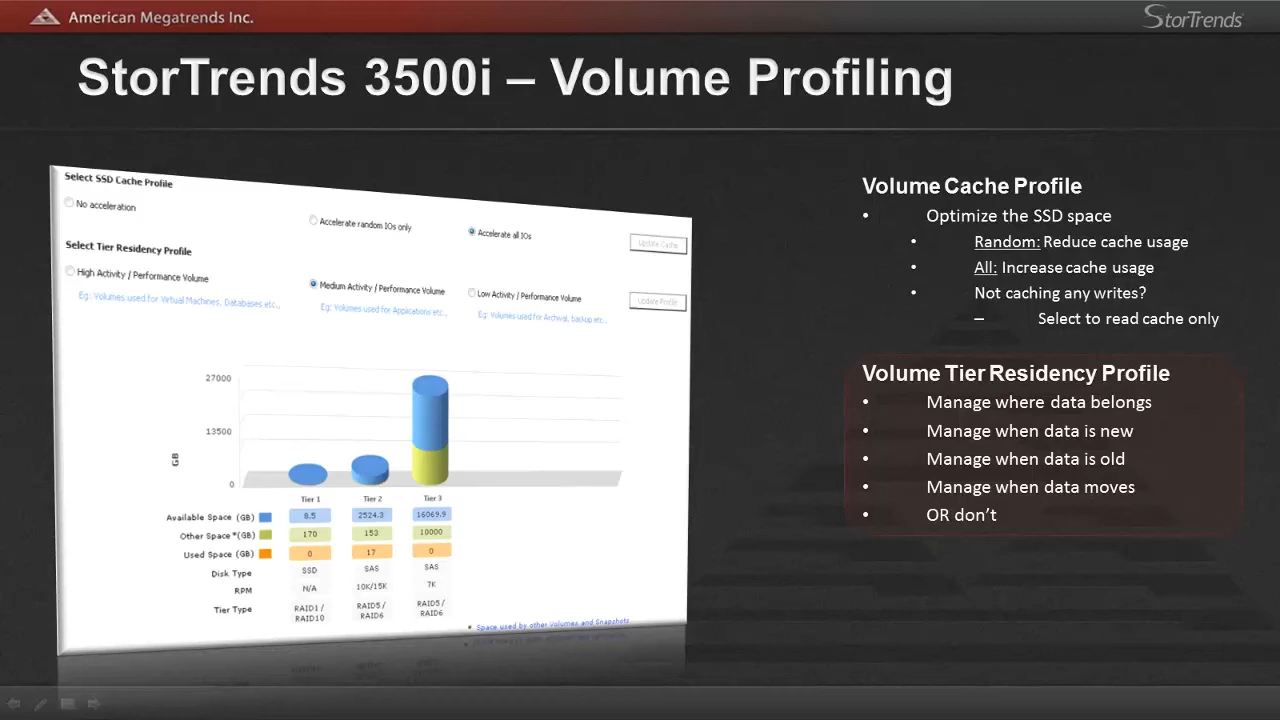 American Megatrends Inc.
StorTrends
StorTrends 3500i – Volume Profiling
Select SSD Cache Profile
No acceleration
Accelerate random IOs only
Accelerate all IOs
Update Cache
Select Tier Residency Profile
High Activity / Performance Volume
Medium Activity / Performance Volume
Low Activity / Performance Volume
Update Profile
Eg: Volumes used for Virtual Machines, Databases etc..,
Eg: Volumes used for Applications etc..,
Eg: Volumes used for Archival, backup etc..,
27000
13500
0
GB
Tier 1 Tier 2 Tier 3
Available Space (GB) 8.5 2524.3 16069.9
Other Space *(GB) 170 153 10000
Used Space (GB) 0 17 0
Disk Type SSD SAS SAS
RPM N/A 10K/15K 7K
Tier Type RAID1 / RAID5 / RAID5 /
RAID10 RAID6 RAID6
* Space used by other Volumes and Snapshots
Volume Cache Profile
• Optimize the SSD space
• Random: Reduce cache usage
• All: Increase cache usage
• Not caching any writes?
– Select to read cache only
Volume Tier Residency Profile
• Manage where data belongs
• Manage when data is new
• Manage when data is old
• Manage when data moves
• OR don't